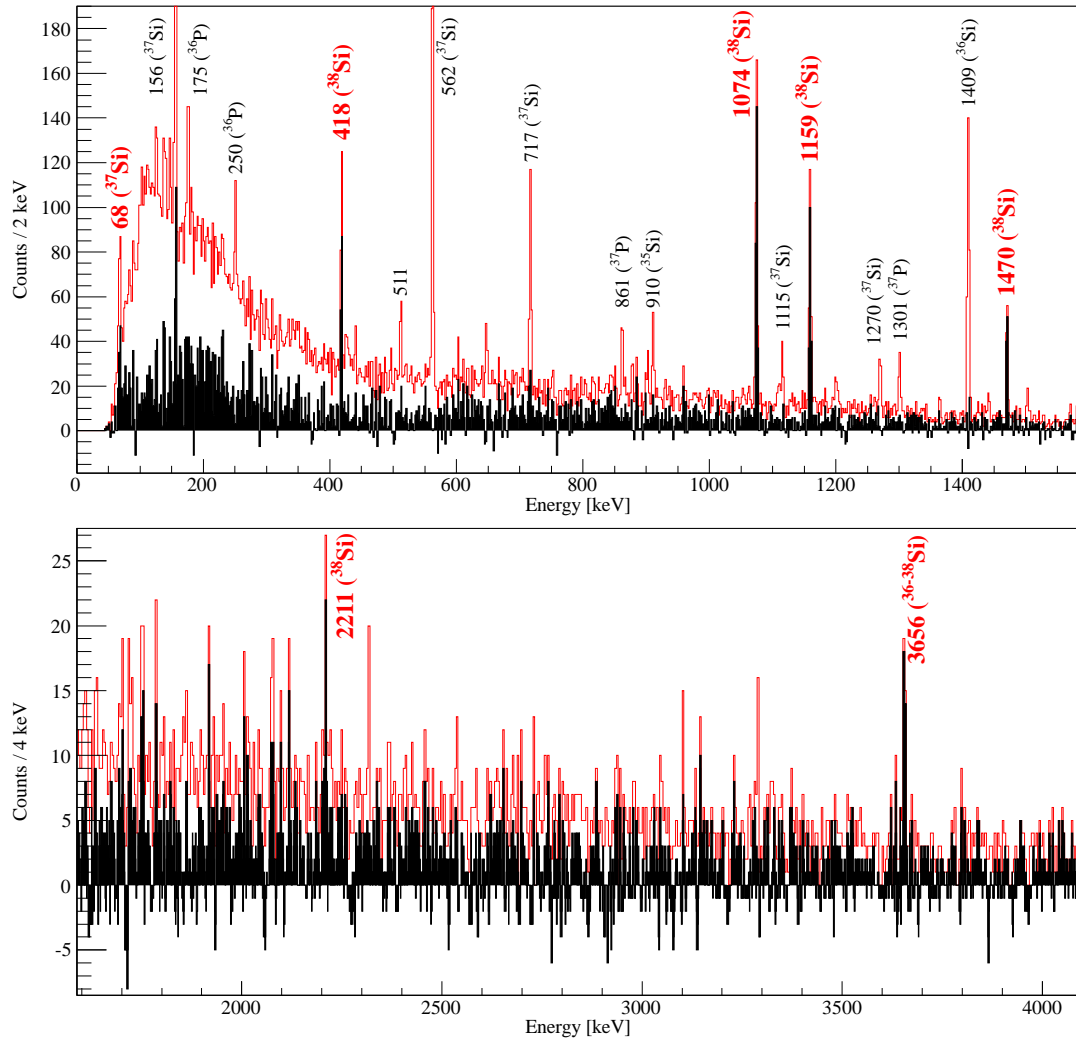 180
160
140
120
100
80
60
40
20
0
Counts / 2 keV
68 (³⁷Si)
156 (³⁷Si)
175 (³⁶P)
250 (³⁶P)
418 (³⁸Si)
511
562 (³⁷Si)
717 (³⁷Si)
861 (³⁷P)
910 (³⁵Si)
1074 (³⁸Si)
1115 (³⁷Si)
1159 (³⁸Si)
1270 (³⁷Si)
1301 (³⁷P)
1409 (³⁶Si)
1470 (³⁸Si)
0 200 400 600 800 1000 1200 1400
Energy [keV]
25
20
15
10
5
0
-5
Counts / 4 keV
2211 (³⁸Si)
3656 (³⁶⁻³⁸Si)
2000 2500 3000 3500 4000
Energy [keV]